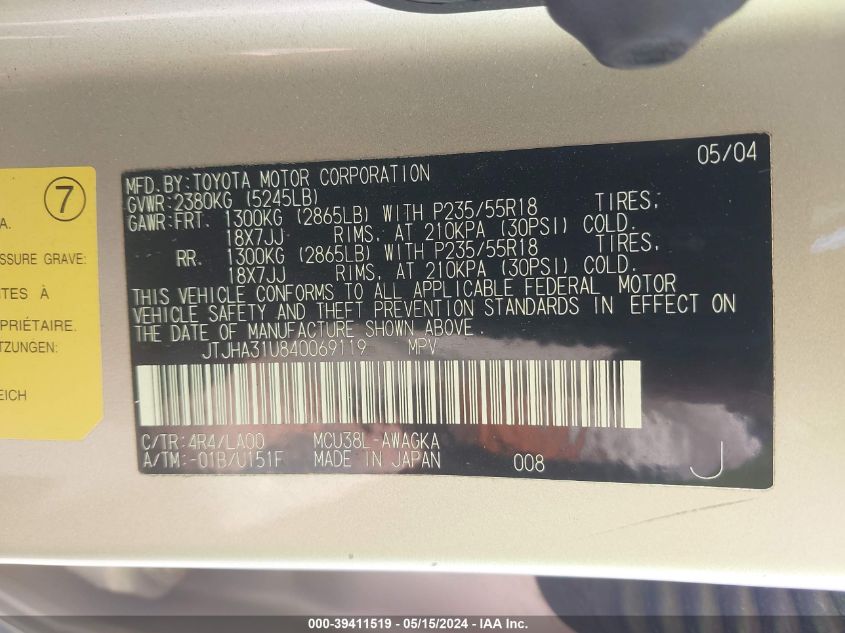 7
A.
SSURE GRAVE:
TES À
PRIÉTAIRE.
TZUNGEN
EICH
05/04
MFD. BY: TOYOTA MOTOR CORPORATION
GVWR: 2380KG (5245LB)
GAWR: FRT. 1300KG (2865LB) WITH P235/55R18 TIRES,
18X7JJ RIMS, AT 210KPA (30PSI) COLD.
RR. 1300KG (2865LB) WITH P235/55R18 TIRES,
18X7JJ RIMS, AT 210KPA (30PSI) COLD.
THIS VEHICLE CONFORMS TO ALL APPLICABLE FEDERAL MOTOR
VEHICLE SAFETY AND THEFT PREVENTION STANDARDS IN EFFECT ON
THE DATE OF MANUFACTURE SHOWN ABOVE.
JTJHA31U840069119 MPV
C/TR: 4R4/LA00 MCU38L-AWAGKA
A/TM: -01B/U151F MADE IN JAPAN 008 J
000-39411519 - 05/15/2024 - IAA Inc.